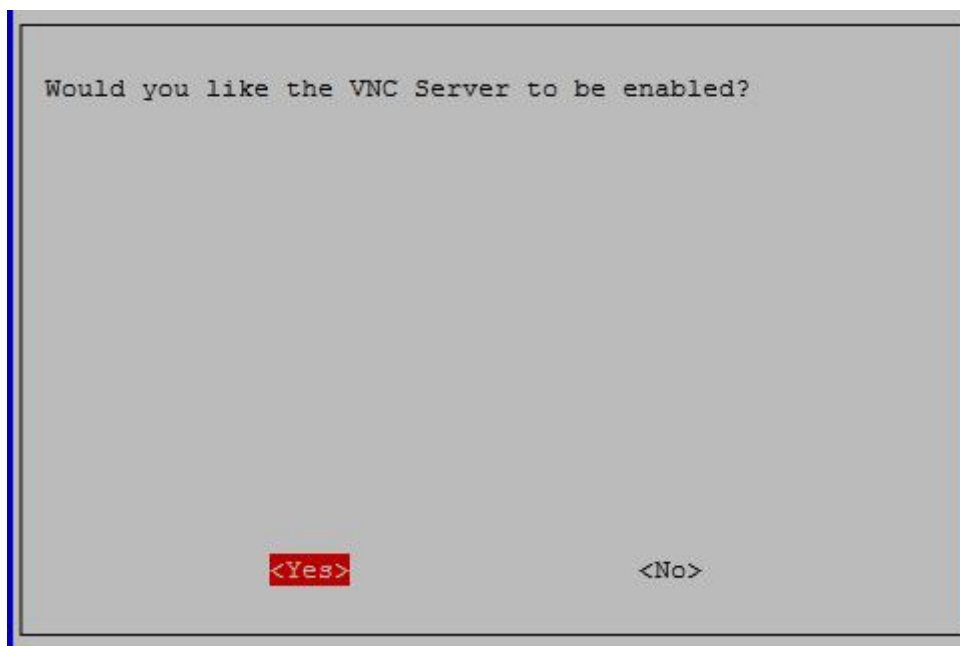 Would you like the VNC Server to be enabled?
<Yes> <No>